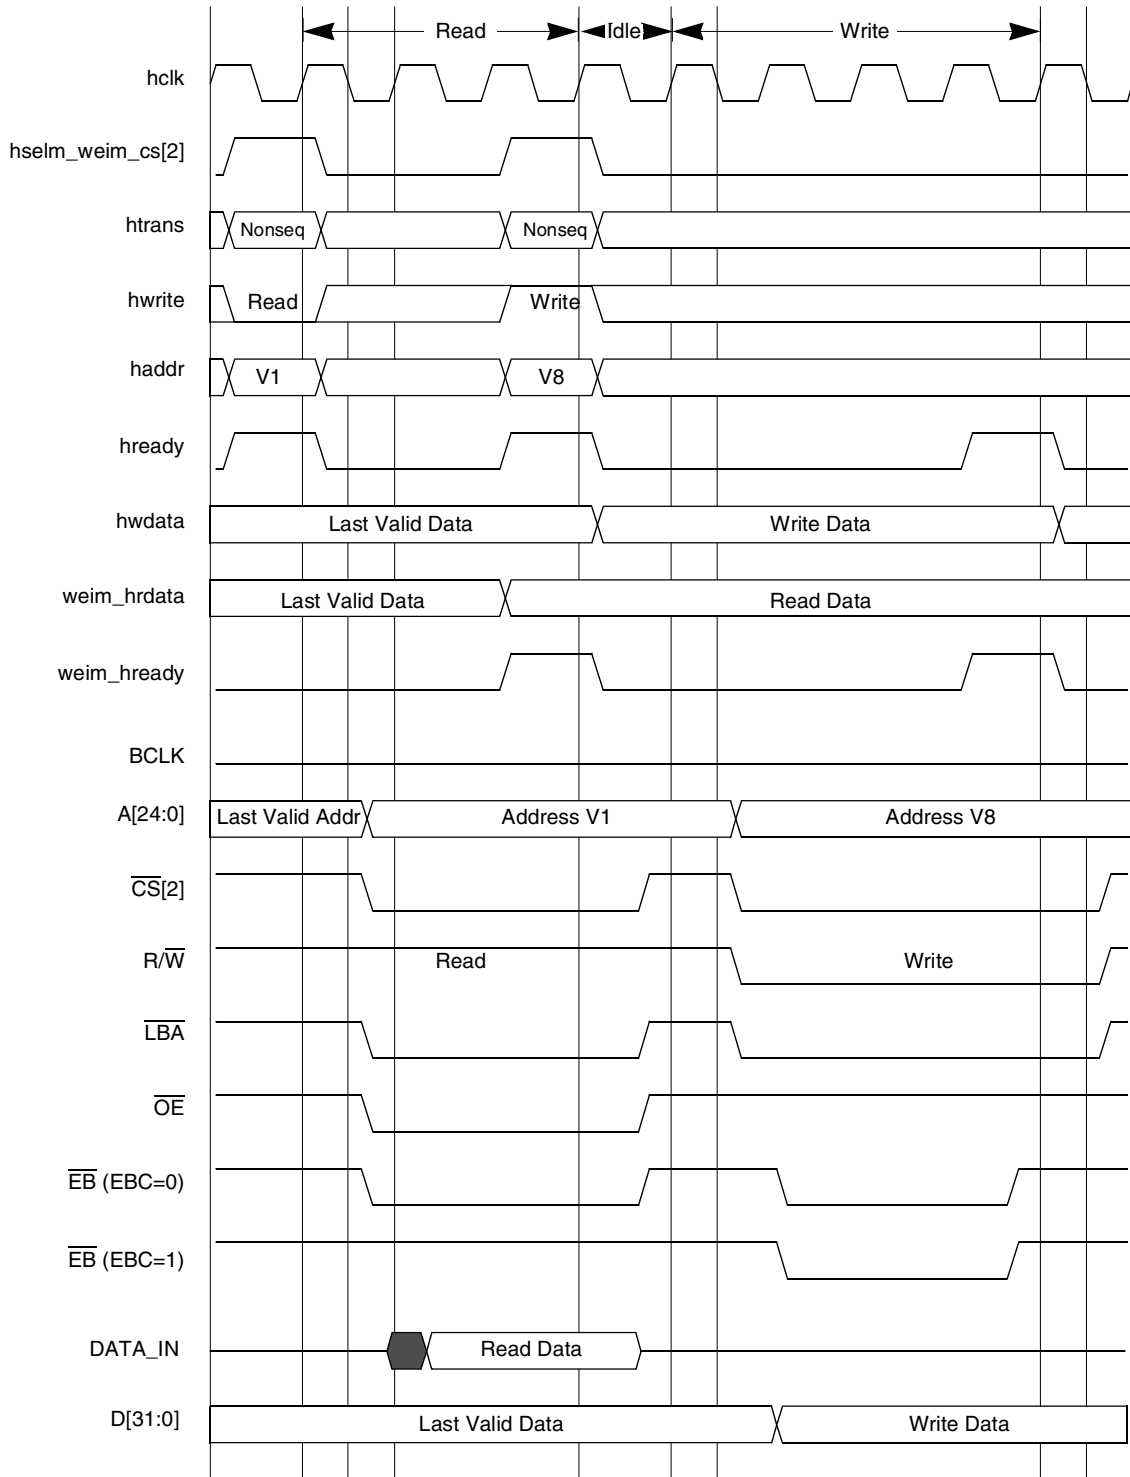 Read Idle Write
hclk
hselm_weim_cs[2]
htrans Nonseq Nonseq
hwrite Read Write
haddr V1 V8
hready
hwdata Last Valid Data Write Data
weim_hrdata Last Valid Data Read Data
weim_hready
BCLK
A[24:0] Last Valid Addr Address V1 Address V8
CS[2]
R/W Read Write
LBA
OE
EB (EBC=0)
EB (EBC=1)
DATA_IN Read Data
D[31:0] Last Valid Data Write Data